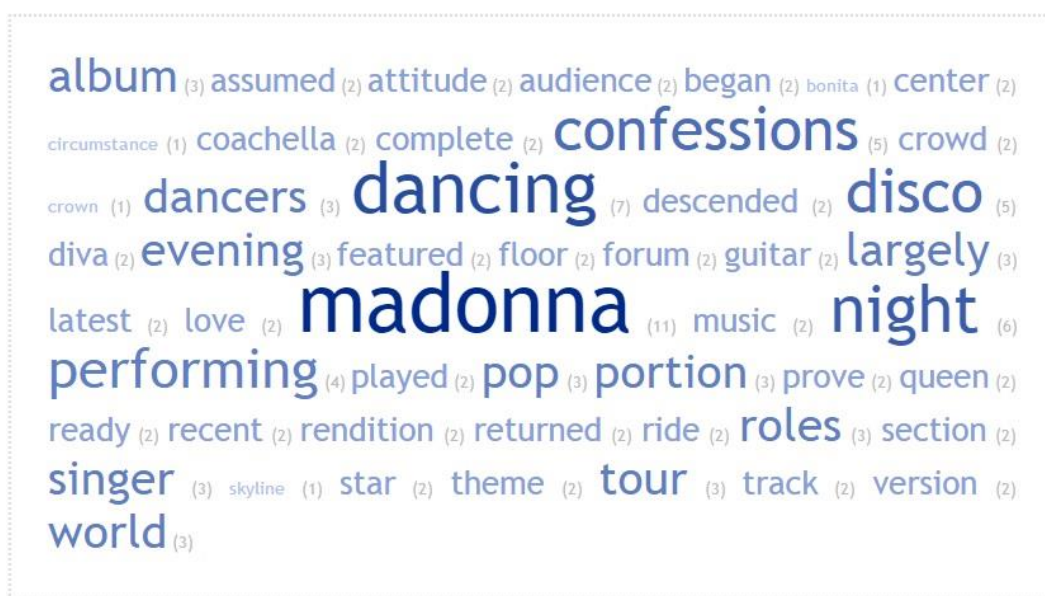 album (3) assumed (2) attitude (2) audience (2) began (2) bonita (1) center (2)
circumstance (1) coachella (2) complete (2) confessions (5) crowd (2)
crown (1) dancers (3) dancing (7) descended (2) disco (5)
diva (2) evening (3) featured (2) floor (2) forum (2) guitar (2) largely (3)
latest (2) love (2) madonna (11) music (2) night (6)
performing (4) played (2) pop (3) portion (3) prove (2) queen (2)
ready (2) recent (2) rendition (2) returned (2) ride (2) roles (3) section (2)
singer (3) skyline (1) star (2) theme (2) tour (3) track (2) version (2)
world (3)